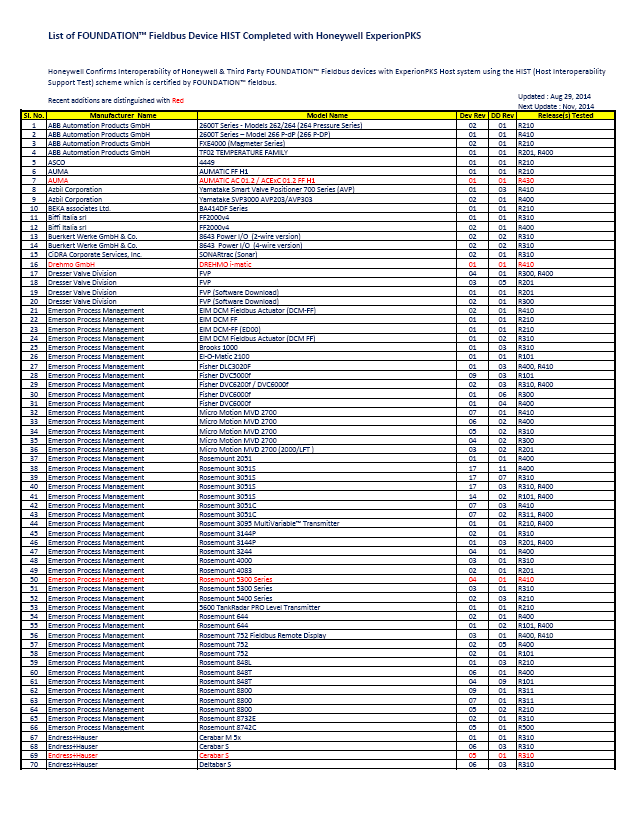 List of FOUNDATION™ Fieldbus Device HIST Completed with Honeywell ExperionPKS
Honeywell Confirms Interoperability of Honeywell & Third Party FOUNDATION™ Fieldbus devices with ExperionPKS Host system using the HIST (Host Interoperability
Support Test) scheme which is certified by FOUNDATION™ fieldbus.
Updated : Aug 29, 2014
Recent additions are distinguished with Red
Next Update : Nov, 2014
Sl. No. Manufacturer Name Model Name Dev Rev DD Rev Release(s) Tested
1 ABB Automation Products GmbH 2600T Series - Models 262/264 (264 Pressure Series) 02 01 R210
2 ABB Automation Products GmbH 2600T Series – Model 266 P-dP (266 P-DP) 01 01 R410
3 ABB Automation Products GmbH FXE4000 (Magmeter Series) 02 01 R210
4 ABB Automation Products GmbH TF02 TEMPERATURE FAMILY 01 01 R201, R400
5 ASCO 4449 01 01 R210
6 AUMA AUMATIC FF H1 01 01 R210
7 AUMA AUMATIC AC 01.2 / ACExC 01.2 FF H1 01 01 R430
8 Azbil Corporation Yamatake Smart Valve Positioner 700 Series (AVP) 01 03 R410
9 Azbil Corporation Yamatake SVP3000 AVP203/AVP303 02 01 R400
10 BEKA associates Ltd. BA414DF Series 01 01 R210
11 Biffi Italia srl FF2000v4 01 01 R310
12 Biffi Italia srl FF2000v4 02 01 R400
13 Buerkert Werke GmbH & Co. 8643 Power I/O (2-wire version) 02 02 R310
14 Buerkert Werke GmbH & Co. 8643 Power I/O (4-wire version) 02 02 R310
15 CiDRA Corporate Services, Inc. SONARtrac (Sonar) 02 01 R310
16 Drehmo GmbH DREHMO i-matic 01 01 R410
17 Dresser Valve Division FVP 04 01 R300, R400
18 Dresser Valve Division FVP 03 05 R201
19 Dresser Valve Division FVP (Software Download) 01 01 R201
20 Dresser Valve Division FVP (Software Download) 02 01 R300
21 Emerson Process Management EIM DCM Fieldbus Actuator (DCM-FF) 02 01 R410
22 Emerson Process Management EIM DCM FF 01 01 R210
23 Emerson Process Management EIM DCM-FF (ED00) 01 01 R210
24 Emerson Process Management EIM DCM Fieldbus Actuator (DCM FF) 01 02 R310
25 Emerson Process Management Brooks 1000 01 03 R310
26 Emerson Process Management El-O-Matic 2100 01 01 R101
27 Emerson Process Management Fisher DLC3020F 01 03 R400, R410
28 Emerson Process Management Fisher DVC5000f 09 03 R101
29 Emerson Process Management Fisher DVC6200f / DVC6000f 02 03 R310, R400
30 Emerson Process Management Fisher DVC6000f 01 06 R300
31 Emerson Process Management Fisher DVC6000f 01 04 R400
32 Emerson Process Management Micro Motion MVD 2700 07 01 R410
33 Emerson Process Management Micro Motion MVD 2700 06 02 R400
34 Emerson Process Management Micro Motion MVD 2700 05 02 R310
35 Emerson Process Management Micro Motion MVD 2700 04 02 R300
36 Emerson Process Management Micro Motion MVD 2700 (2000/LFT ) 03 02 R201
37 Emerson Process Management Rosemount 2051 01 01 R400
38 Emerson Process Management Rosemount 3051S 17 11 R400
39 Emerson Process Management Rosemount 3051S 17 07 R310
40 Emerson Process Management Rosemount 3051S 17 03 R310, R400
41 Emerson Process Management Rosemount 3051S 14 02 R101, R400
42 Emerson Process Management Rosemount 3051C 07 03 R410
43 Emerson Process Management Rosemount 3051C 07 02 R311, R400
44 Emerson Process Management Rosemount 3095 MultiVariable™ Transmitter 01 01 R210, R400
45 Emerson Process Management Rosemount 3144P 02 01 R310
46 Emerson Process Management Rosemount 3144P 01 03 R201, R400
47 Emerson Process Management Rosemount 3244 04 01 R400
48 Emerson Process Management Rosemount 4000 03 01 R310
49 Emerson Process Management Rosemount 4083 02 01 R201
50 Emerson Process Management Rosemount 5300 Series 04 01 R410
51 Emerson Process Management Rosemount 5300 Series 03 01 R310
52 Emerson Process Management Rosemount 5400 Series 02 03 R210
53 Emerson Process Management 5600 TankRadar PRO Level Transmitter 01 01 R210
54 Emerson Process Management Rosemount 644 02 01 R400
55 Emerson Process Management Rosemount 644 01 02 R101, R400
56 Emerson Process Management Rosemount 752 Fieldbus Remote Display 03 01 R400, R410
57 Emerson Process Management Rosemount 752 02 05 R400
58 Emerson Process Management Rosemount 752 02 01 R101
59 Emerson Process Management Rosemount 848L 01 03 R210
60 Emerson Process Management Rosemount 848T 06 01 R400
61 Emerson Process Management Rosemount 848T 04 09 R101
62 Emerson Process Management Rosemount 8800 09 01 R311
63 Emerson Process Management Rosemount 8800 07 01 R311
64 Emerson Process Management Rosemount 8800 05 02 R210
65 Emerson Process Management Rosemount 8732E 02 01 R310
66 Emerson Process Management Rosemount 8742C 05 01 R500
67 Endress+Hauser Cerabar M 5x 01 01 R310
68 Endress+Hauser Cerabar S 06 03 R310
69 Endress+Hauser Cerabar S 05 01 R310
70 Endress+Hauser Deltabar S 06 03 R310